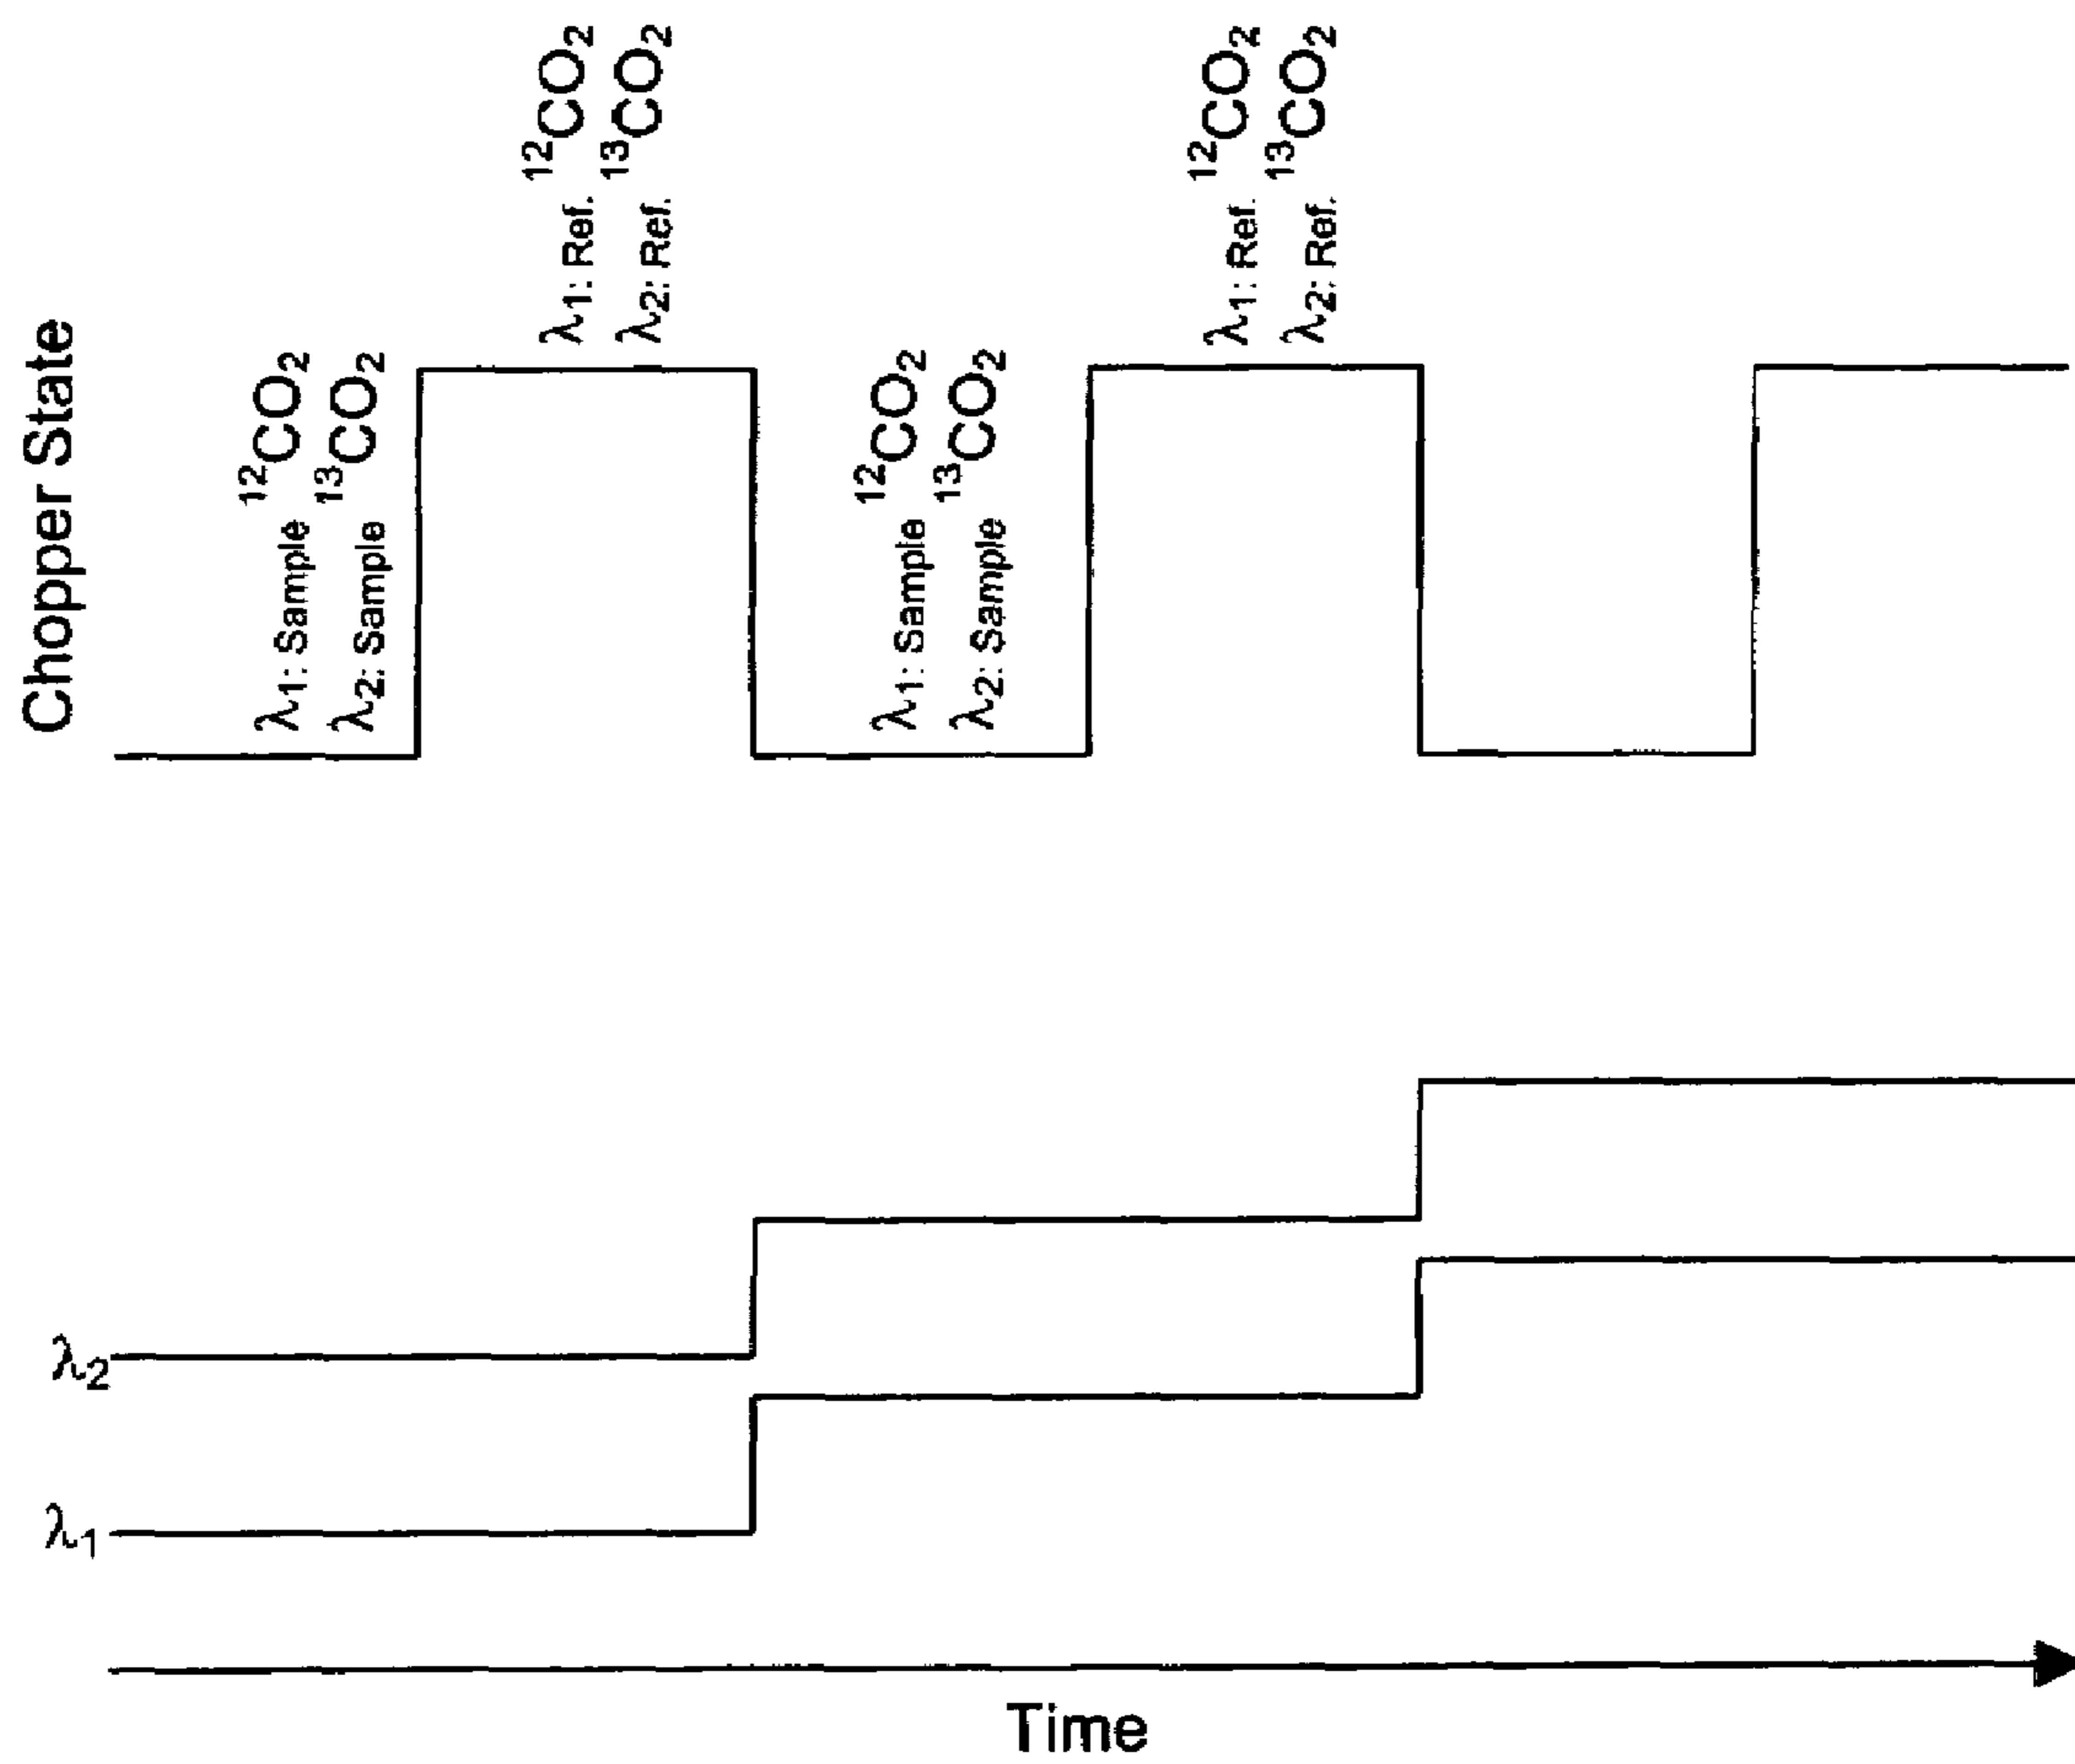 Chopper State
λ1: Sample ¹²CO₂
λ2: Sample ¹³CO₂
λ1: Ref. ¹²CO₂
λ2: Ref. ¹³CO₂
λ1: Sample ¹²CO₂
λ2: Sample ¹³CO₂
λ1: Ref. ¹²CO₂
λ2: Ref. ¹³CO₂
λ₂
λ₁
Time